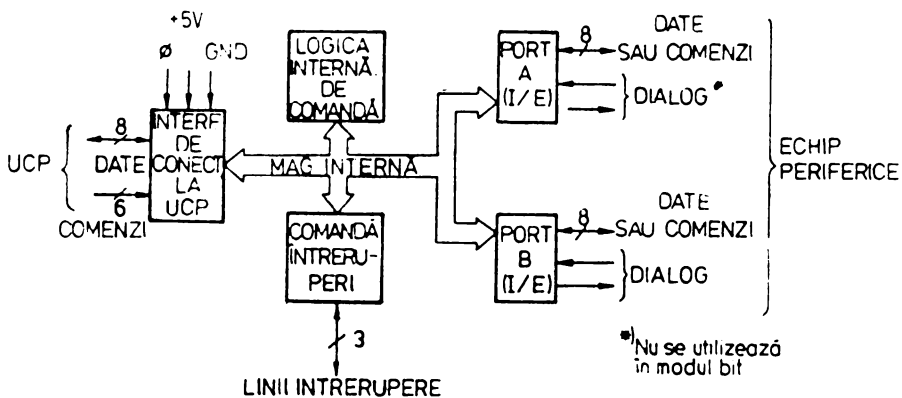 +5V
Ø
GND
UCP
8
DATE
6
COMENZI
INTERF
DE
CONECT
LA
UCP
LOGICA
INTERNĂ
DE
COMANDĂ
MAG INTERNĂ
COMANDĂ
ÎNTRERU-
PERI
3
LINII INTRERUPERE
PORT
A
(I/E)
8
DATE
SAU COMENZI
DIALOG*
PORT
B
(I/E)
8
DATE
SAU COMENZI
DIALOG
ECHIP
PERIFERICE
*) Nu se utilizează
în modul bit